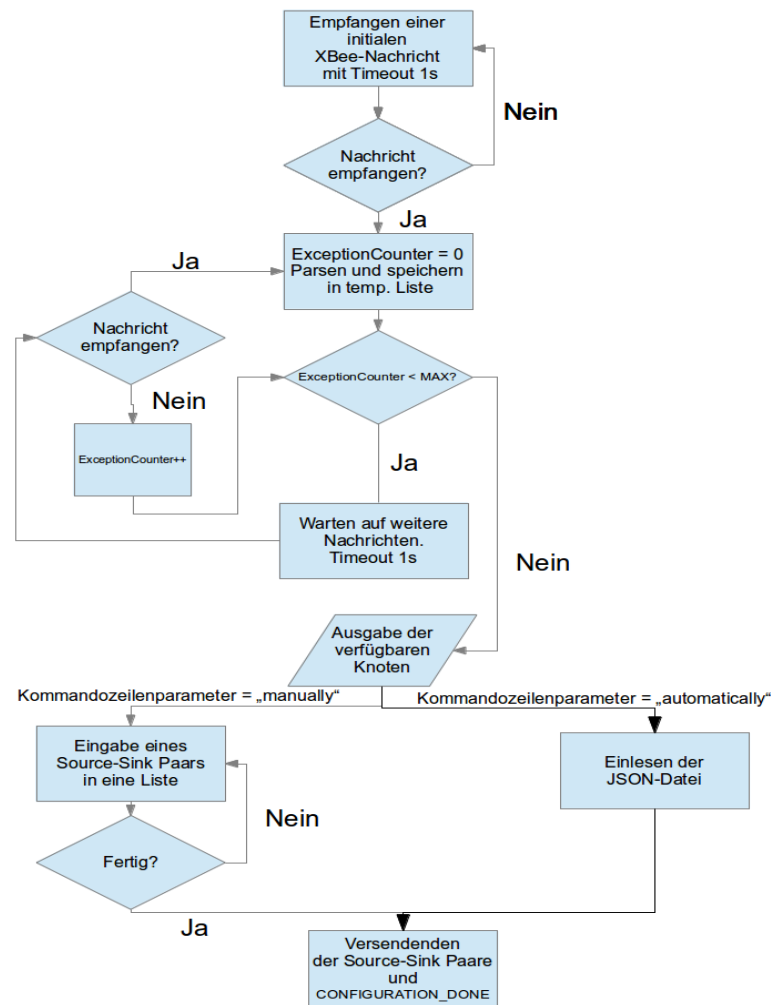 Empfangen einer
initialen
XBee-Nachricht
mit Timeout 1s
Nein
Nachricht
empfangen?
Ja
ExceptionCounter = 0
Parsen und speichern
in temp. Liste
Ja
Nachricht
empfangen?
ExceptionCounter < MAX?
Nein
ExceptionCounter++
Ja
Warten auf weitere
Nachrichten.
Timeout 1s
Nein
Ausgabe der
verfügbaren
Knoten
Kommandozeilenparameter = „manually“
Kommandozeilenparameter = „automatically“
Eingabe eines
Source-Sink Paars
in eine Liste
Einlesen der
JSON-Datei
Nein
Fertig?
Ja
Versendenden
der Source-Sink Paare
und
CONFIGURATION_DONE